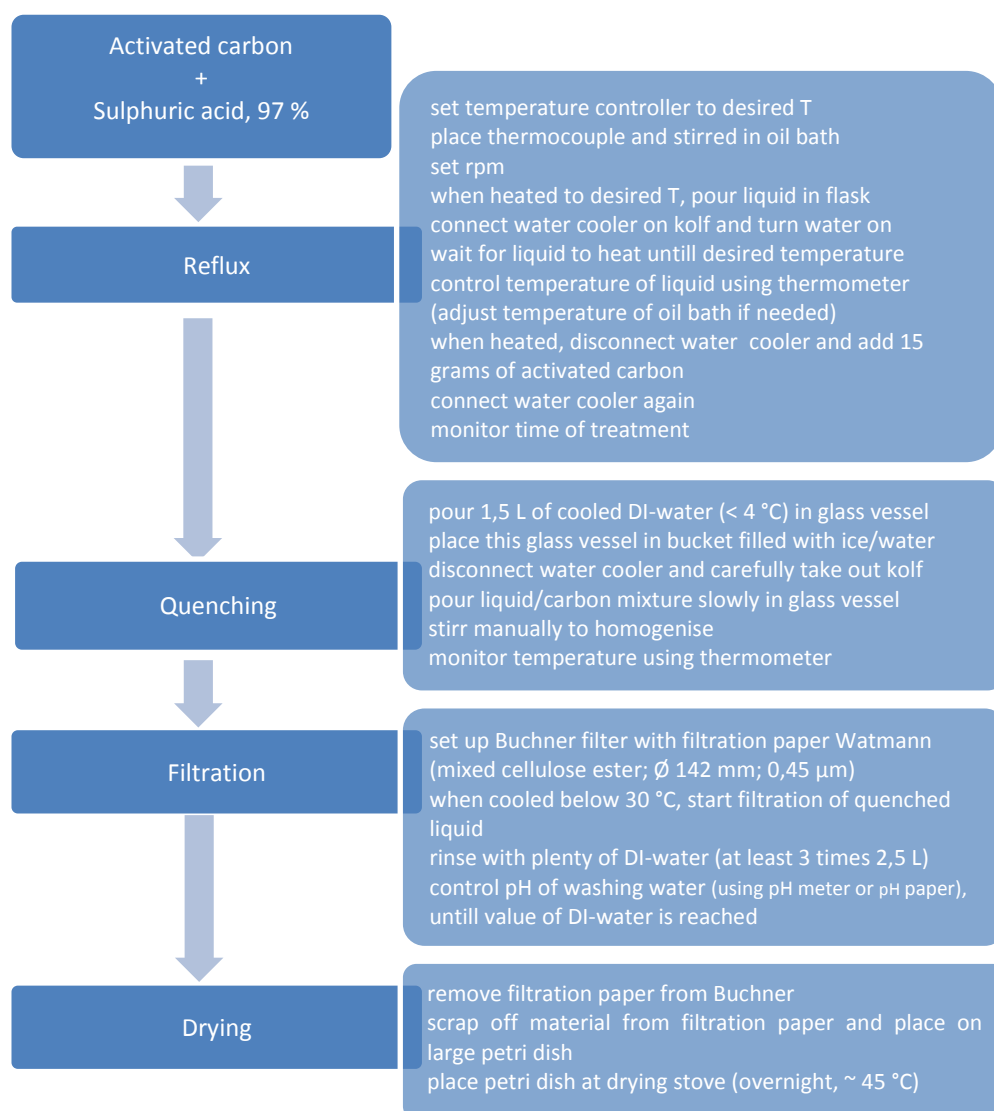 Activated carbon
+
Sulphuric acid, 97 %
set temperature controller to desired T
place thermocouple and stirred in oil bath
set rpm
when heated to desired T, pour liquid in flask
connect water cooler on kolf and turn water on
wait for liquid to heat untill desired temperature
control temperature of liquid using thermometer
(adjust temperature of oil bath if needed)
when heated, disconnect water cooler and add 15
grams of activated carbon
connect water cooler again
monitor time of treatment
Reflux
pour 1,5 L of cooled DI-water (< 4 °C) in glass vessel
place this glass vessel in bucket filled with ice/water
disconnect water cooler and carefully take out kolf
pour liquid/carbon mixture slowly in glass vessel
stirr manually to homogenise
monitor temperature using thermometer
Quenching
set up Buchner filter with filtration paper Watmann
(mixed cellulose ester; Ø 142 mm; 0,45 µm)
when cooled below 30 °C, start filtration of quenched
liquid
rinse with plenty of DI-water (at least 3 times 2,5 L)
control pH of washing water (using pH meter or pH paper),
untill value of DI-water is reached
Filtration
remove filtration paper from Buchner
scrap off material from filtration paper and place on
large petri dish
place petri dish at drying stove (overnight, ~ 45 °C)
Drying